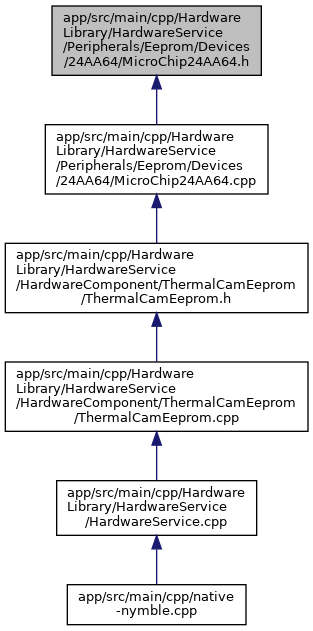 app/src/main/cpp/Hardware
Library/HardwareService
/Peripherals/Eeprom/Devices
/24AA64/MicroChip24AA64.h
app/src/main/cpp/Hardware
Library/HardwareService
/Peripherals/Eeprom/Devices
/24AA64/MicroChip24AA64.cpp
app/src/main/cpp/Hardware
Library/HardwareService
/HardwareComponent/ThermalCamEeprom
/ThermalCamEeprom.h
app/src/main/cpp/Hardware
Library/HardwareService
/HardwareComponent/ThermalCamEeprom
/ThermalCamEeprom.cpp
app/src/main/cpp/Hardware
Library/HardwareService
/HardwareService.cpp
app/src/main/cpp/native
-nymble.cpp